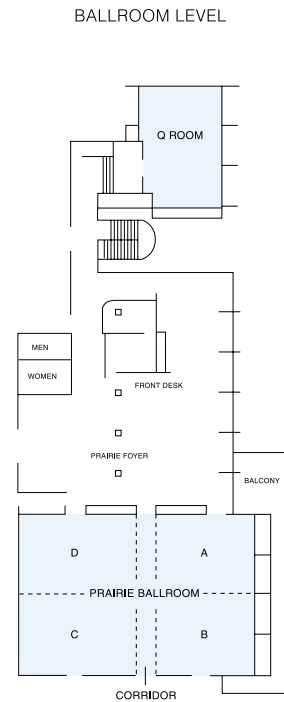 BALLROOM LEVEL
Q ROOM
MEN
WOMEN
FRONT DESK
PRAIRIE FOYER
BALCONY
D
A
PRAIRIE BALLROOM
C
B
CORRIDOR